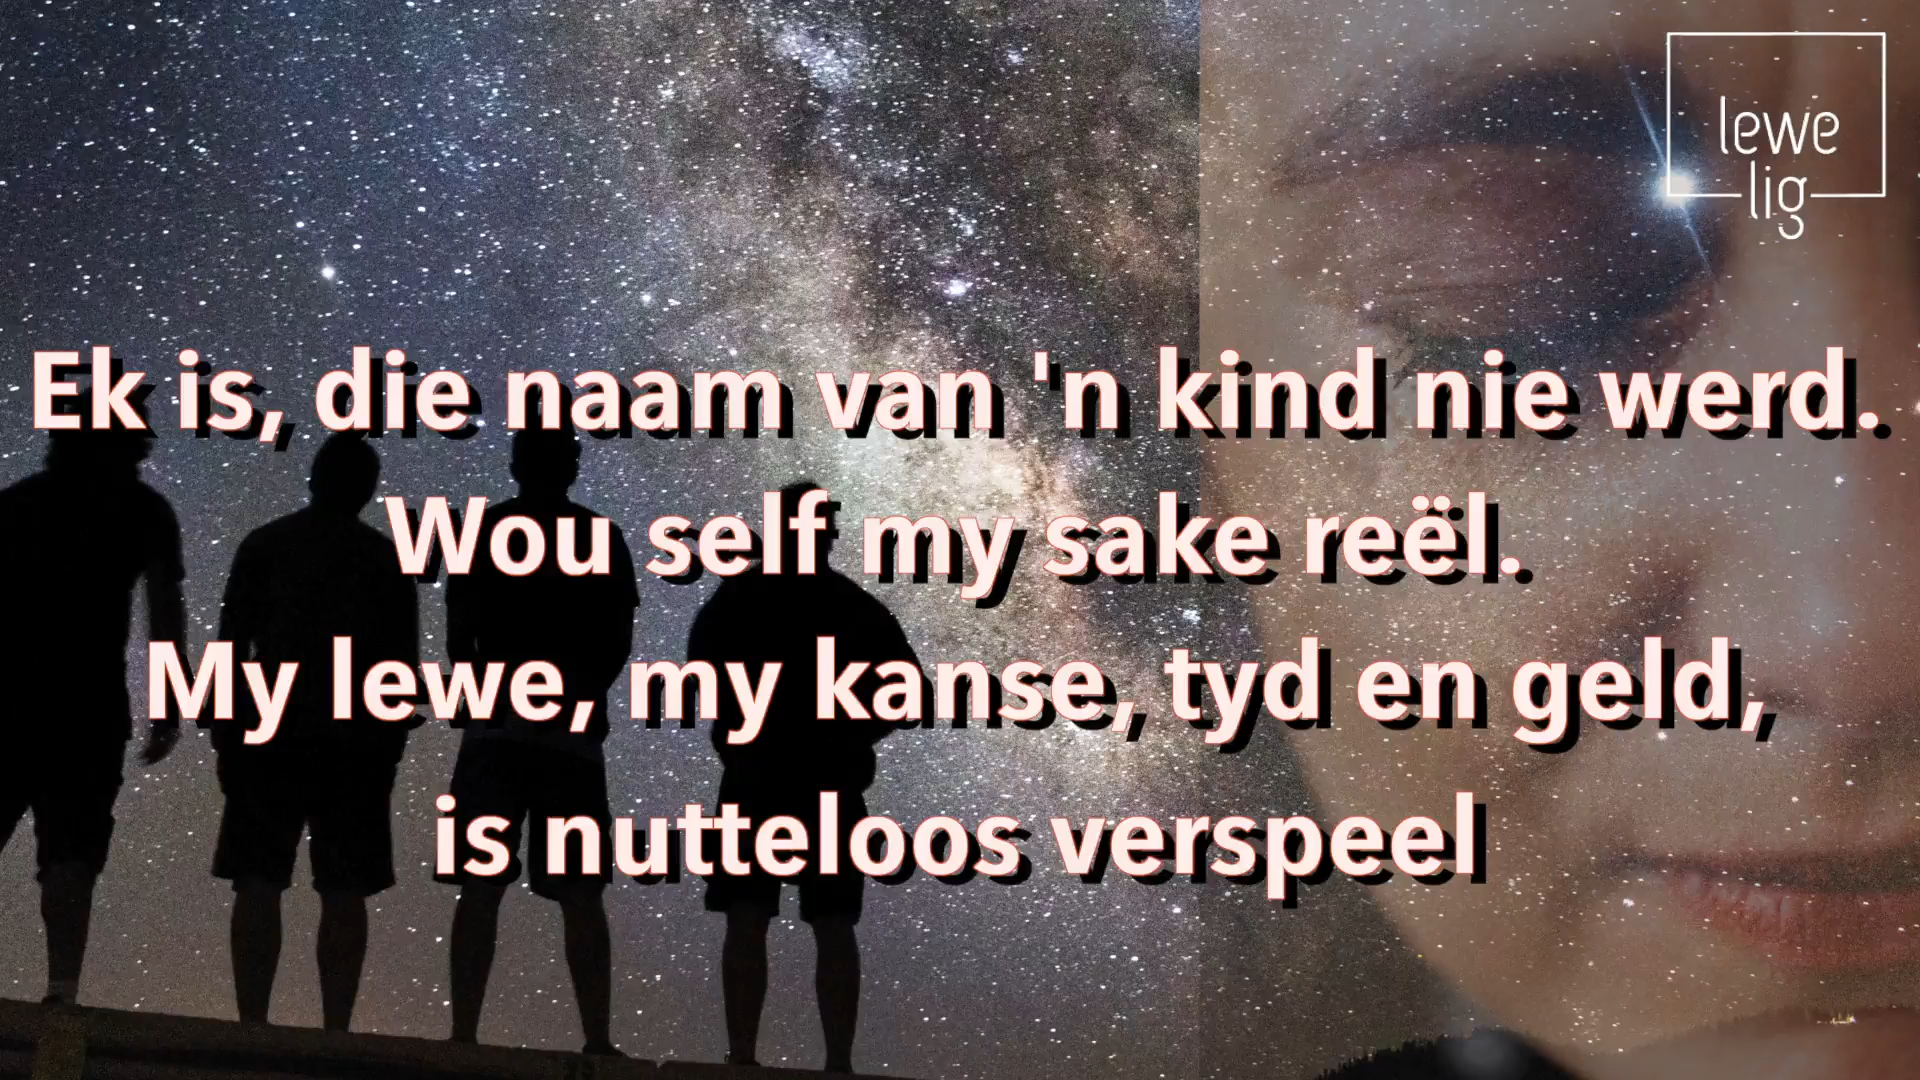 lewe
lig
Ek is, die naam van 'n kind nie werd.
Wou self my sake reël.
My lewe, my kanse, tyd en geld,
is nutteloos verspeel